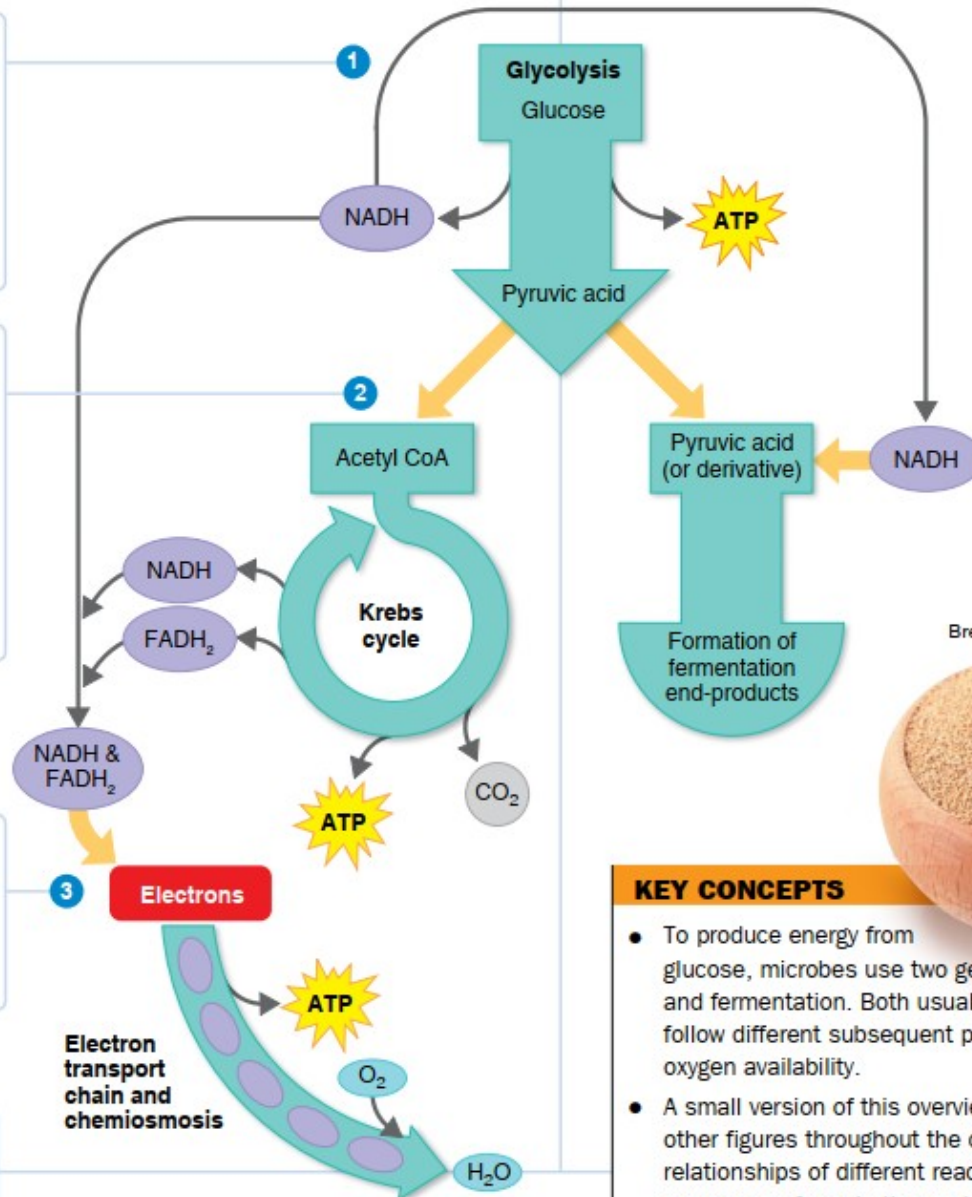 1
Glycolysis
Glucose
NADH
ATP
Pyruvic acid
2
Acetyl CoA
Pyruvic acid
(or derivative)
NADH
NADH
FADH₂
Krebs
cycle
Formation of
fermentation
end-products
NADH &
FADH₂
ATP
CO₂
3
Electrons
ATP
Electron
transport
chain and
chemiosmosis
O₂
H₂O
KEY CONCEPTS
● To produce energy from
glucose, microbes use two
and fermentation. Both
follow different subsequent
oxygen availability.
● A small version of this
other figures throughout the
relationships of different